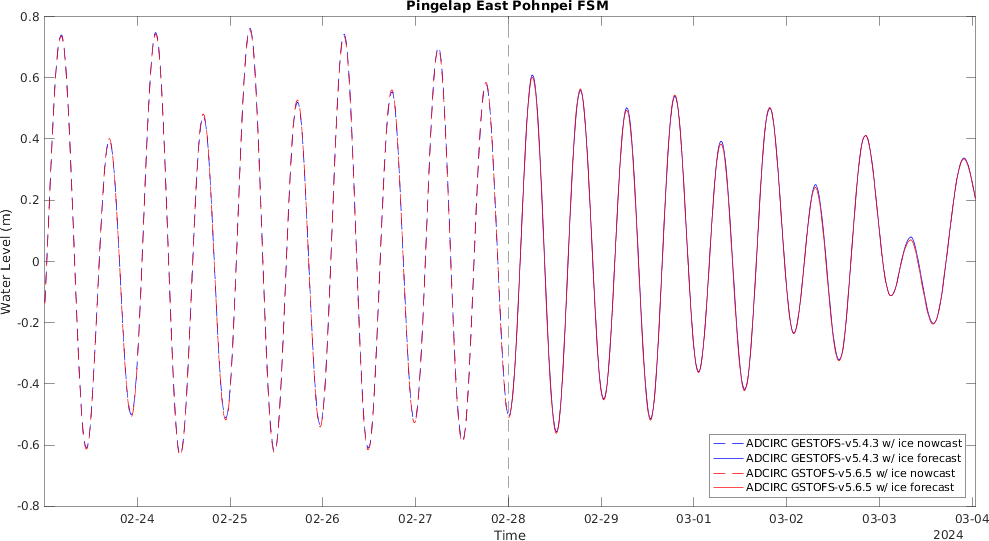 Pingelap East Pohnpei FSM
0.8
0.6
0.4
0.2
0
-0.2
-0.4
-0.6
-0.8
Water Level (m)
02-24 02-25 02-26 02-27 02-28 02-29 03-01 03-02 03-03 03-04
Time
2024
ADCIRC GESTOFS-v5.4.3 w/ ice nowcast
ADCIRC GESTOFS-v5.4.3 w/ ice forecast
ADCIRC GSTOFS-v5.6.5 w/ ice nowcast
ADCIRC GSTOFS-v5.6.5 w/ ice forecast